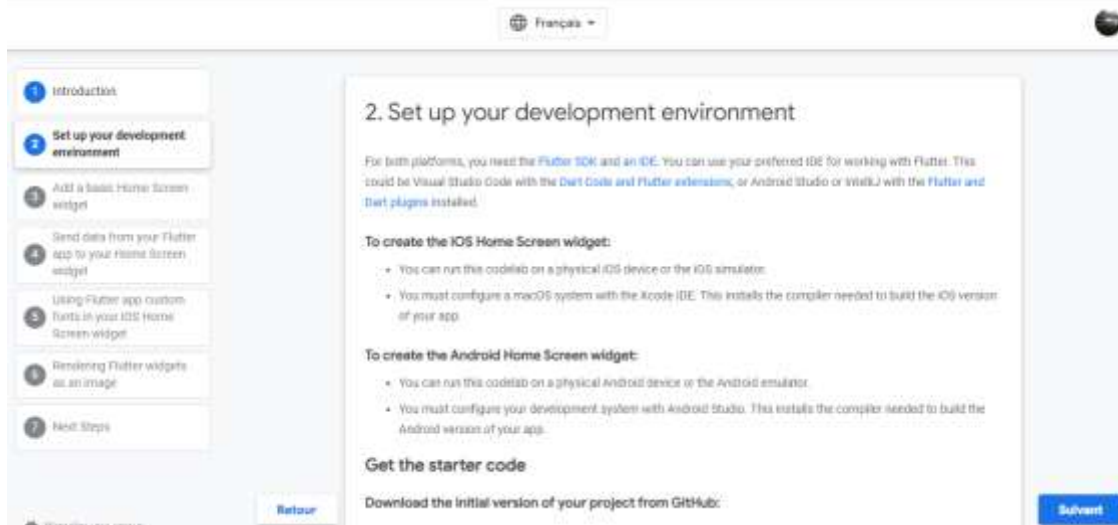 Français
1 Introduction
2 Set up your development
environment
3 Add a basic Home Screen
widget
4 Send data from your Flutter
app to your Home Screen
widget
5 Using Flutter app custom
fonts in your iOS Home
Screen widget
6 Rendering Flutter widgets
as an image
7 Next Steps
2. Set up your development environment
For both platforms, you need the Flutter SDK and an IDE. You can use your preferred IDE for working with Flutter. This
could be Visual Studio Code with the Dart Code and Flutter extensions, or Android Studio or IntelliJ with the Flutter and
Dart plugins installed.
To create the iOS Home Screen widget:
• You can run this codelab on a physical iOS device or the iOS simulator.
• You must configure a macOS system with the Xcode IDE. This installs the compiler needed to build the iOS version
of your app.
To create the Android Home Screen widget:
• You can run this codelab on a physical Android device or the Android emulator.
• You must configure your development system with Android Studio. This installs the compiler needed to build the
Android version of your app.
Get the starter code
Download the initial version of your project from GitHub:
Retour
Suivant